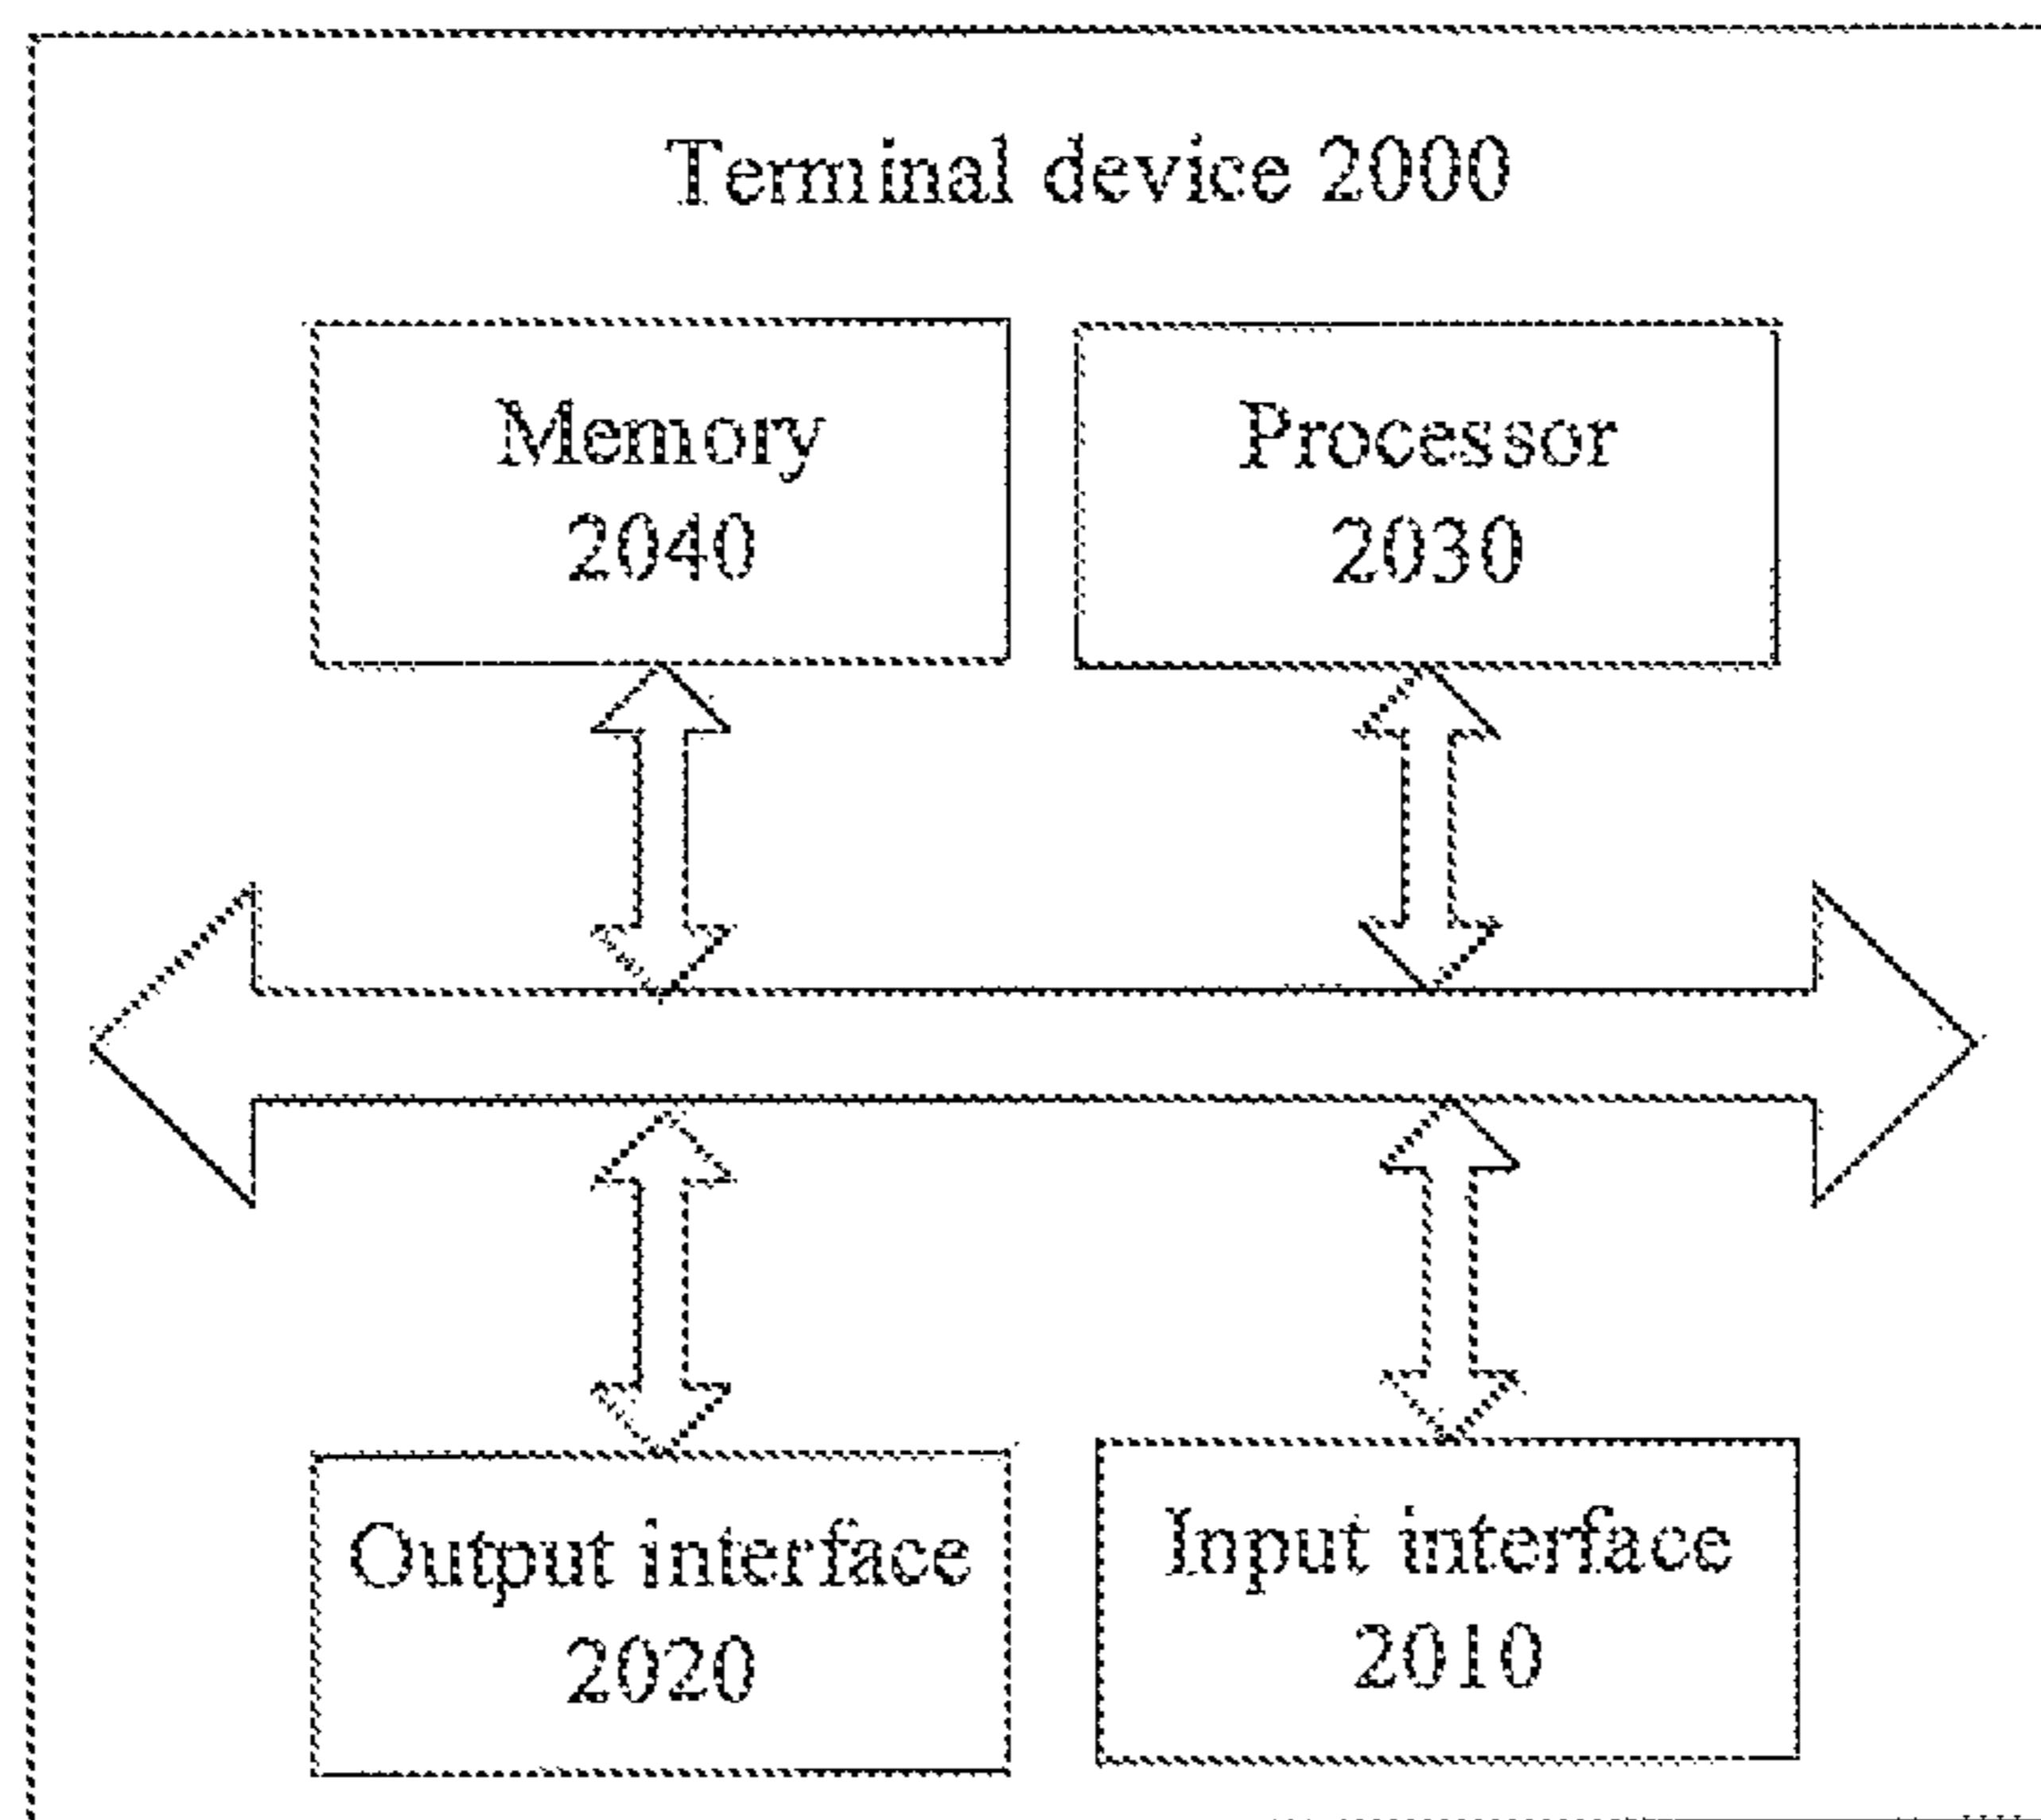 Terminal device 2000
Memory
2040
Processor
2030
Output interface
2020
Input interface
2010